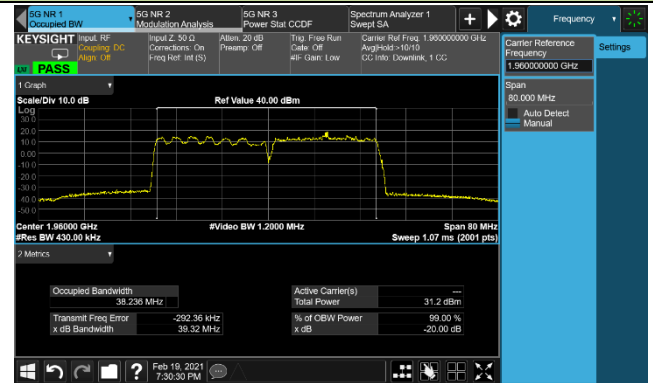 5G NR 1
Occupied BW
5G NR 2
Modulation Analysis
5G NR 3
Power Stat CCDF
Spectrum Analyzer 1
Swept SA
Frequency
KEYSIGHT
Input: RF
Coupling: DC
Align: Off
Input Z: 50 Ω
Corrections: On
Freq Ref: Int (S)
Atten: 20 dB
Preamp: Off
Trig: Free Run
Gate: Off
#IF Gain: Low
Carrier Ref Freq: 1.960000000 GHz
Avg|Hold:>10/10
CC Info: Downlink, 1 CC
PASS
Carrier Reference
Frequency
1.960000000 GHz
Settings
Span
80.000 MHz
Auto Detect
Manual
1 Graph
Scale/Div 10.0 dB
Ref Value 40.00 dBm
Log
30.0
20.0
10.0
0.00
-10.0
-20.0
-30.0
-40.0
-50.0
Center 1.96000 GHz
#Video BW 1.2000 MHz
Span 80 MHz
#Res BW 430.00 kHz
Sweep 1.07 ms (2001 pts)
2 Metrics
Occupied Bandwidth
38.236 MHz
Active Carrier(s)
---
Total Power
31.2 dBm
Transmit Freq Error
-292.36 kHz
% of OBW Power
99.00 %
x dB Bandwidth
39.32 MHz
x dB
-20.00 dB
Feb 19, 2021
7:30:30 PM